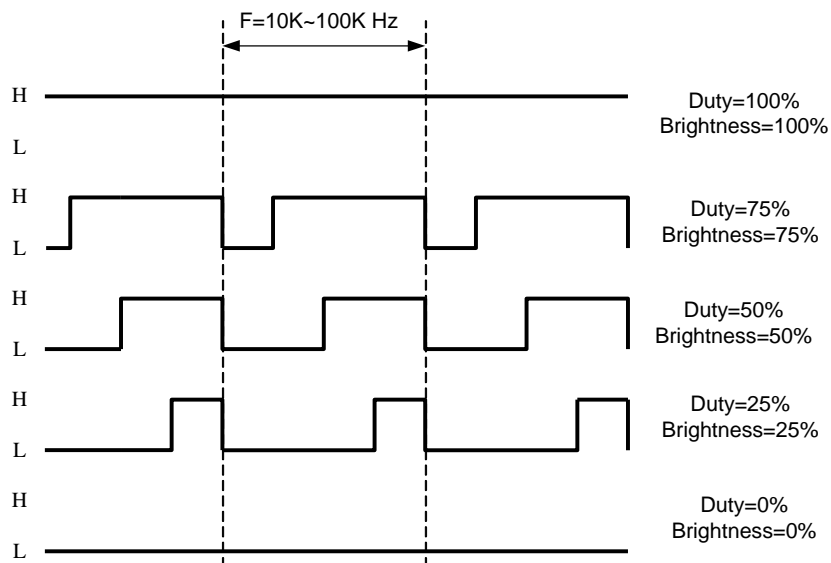 F=10K~100K Hz
H
Duty=100%
Brightness=100%
L
H
Duty=75%
Brightness=75%
L
H
Duty=50%
Brightness=50%
L
H
Duty=25%
Brightness=25%
L
H
Duty=0%
Brightness=0%
L